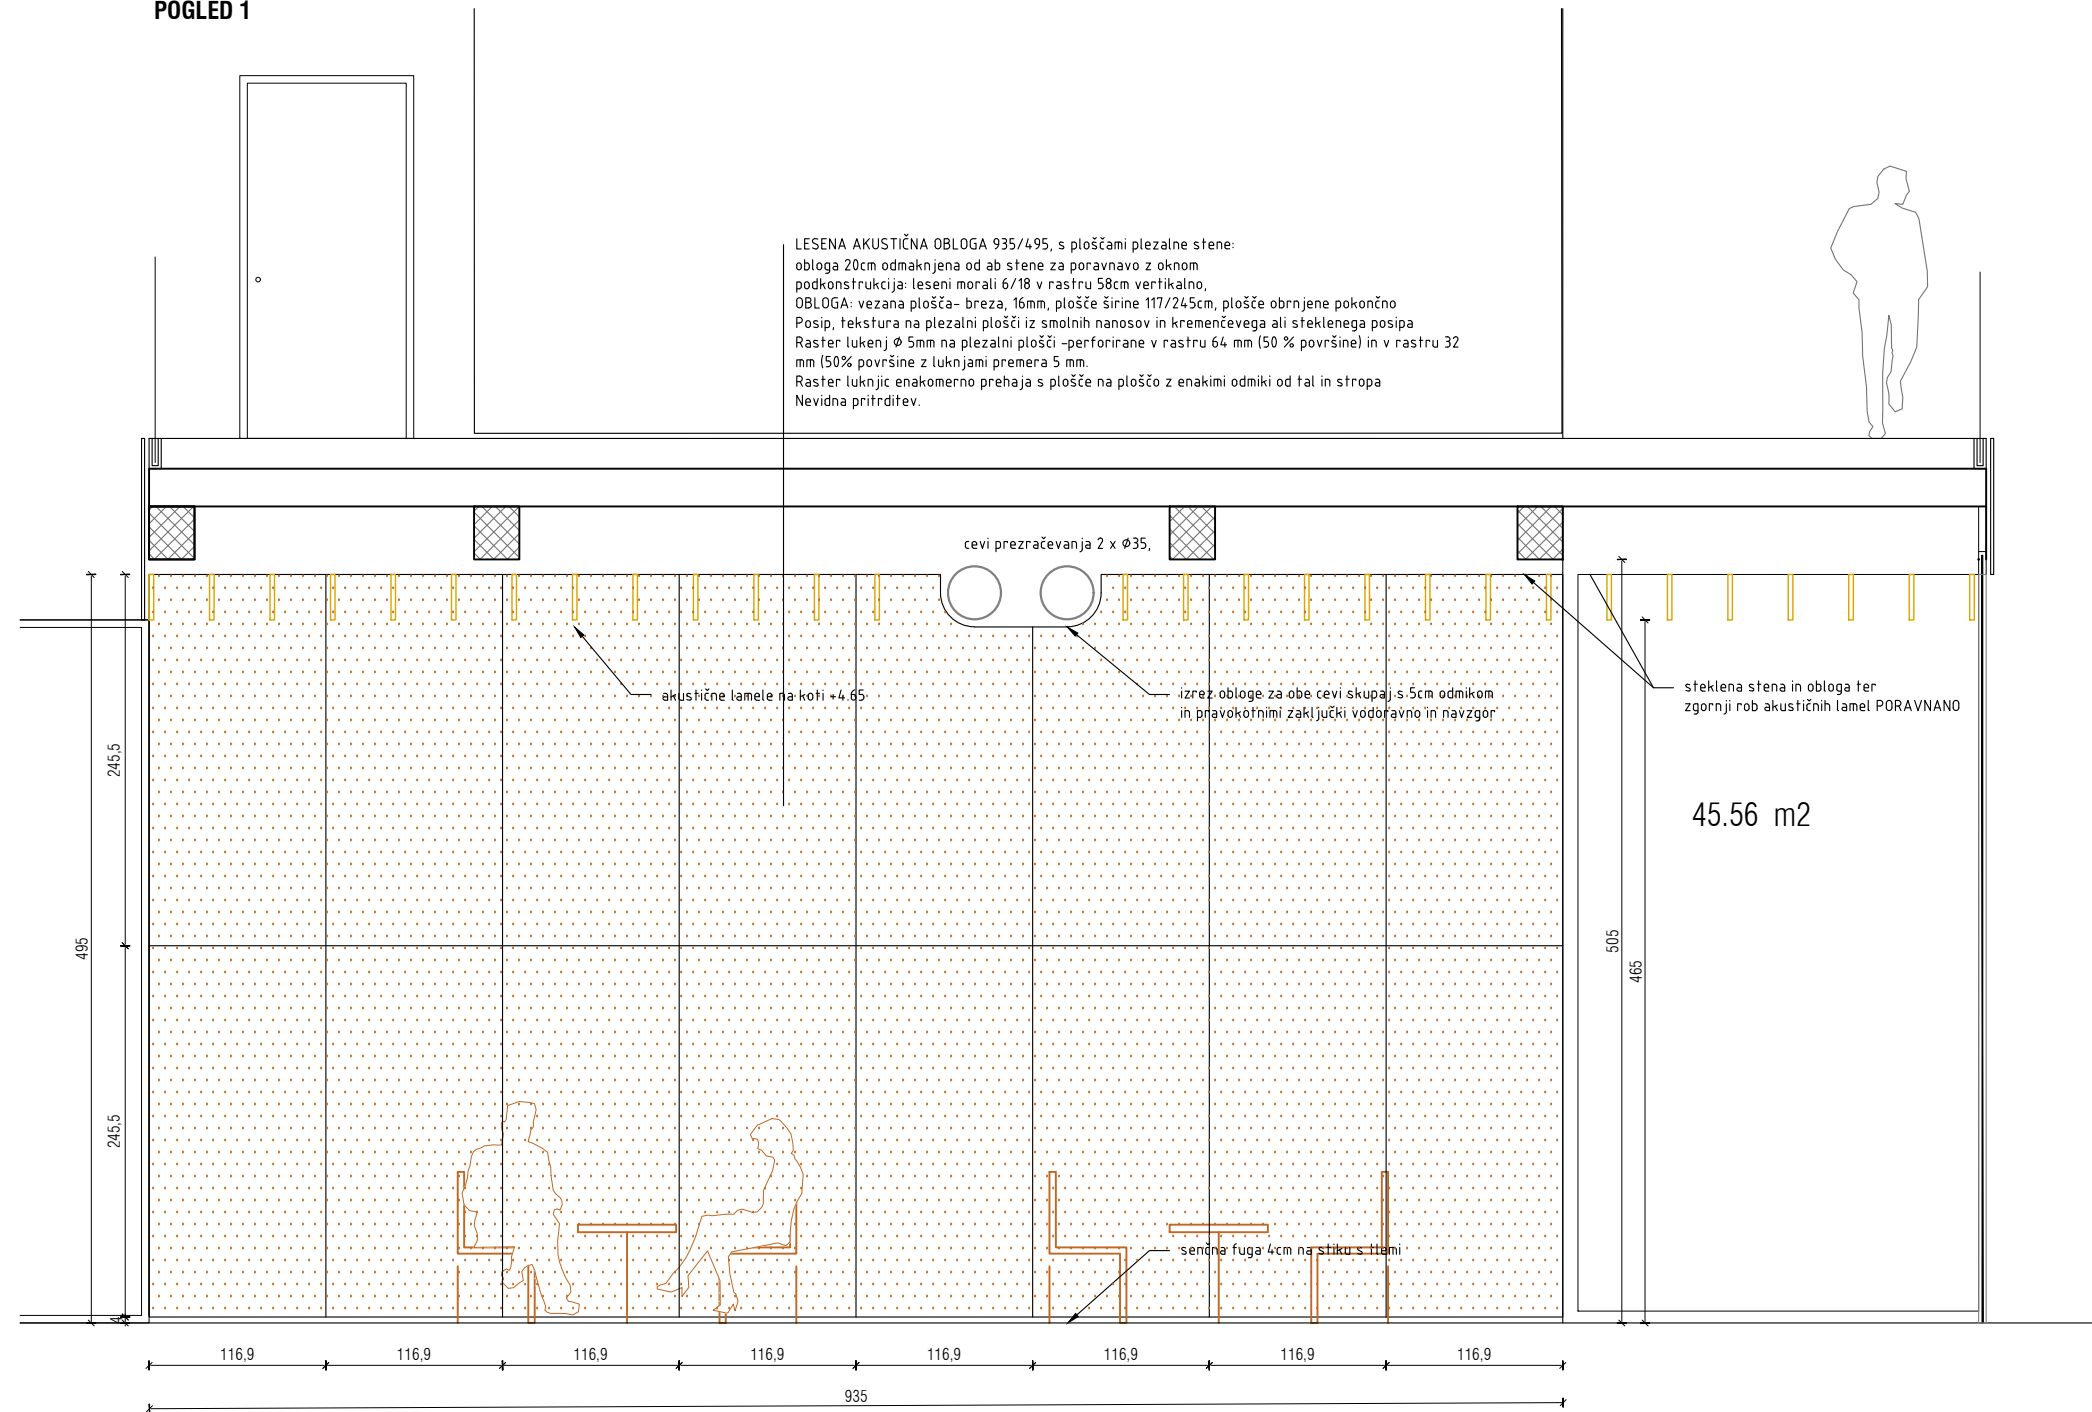 POGLED 1
LESENA AKUSTIČNA OBLOGA 935/495, s ploščami plezalne stene:
obloga 20cm odmaknjena od ab stene za poravnavo z oknom
podkonstrukcija: leseni morali 6/18 v rastru 58cm vertikalno,
OBLOGA: vezana plošča- breza, 16mm, plošče širine 117/245cm, plošče obrnjene pokončno
Posip, tekstura na plezalni plošči iz smolnih nanosov in kremenčevega ali steklenega posipa
Raster lukenj ϕ 5mm na plezalni plošči -perforirane v rastru 64 mm (50 % površine) in v rastru 32
mm (50% površine z luknjami premera 5 mm.
Raster luknjic enakomerno prehaja s plošče na ploščo z enakimi odmiki od tal in stropa
Nevidna pritrditev.
cevi prezračevanja 2 x ϕ35,
akustične lamele na koti +4.65
izrez obloge za obe cevi skupaj s 5cm odmikom
in pravokotnimi zaključki vodoravno in navzgor
steklena stena in obloga ter
zgornji rob akustičnih lamel PORAVNANO
45.56 m2
245,5
495
505
465
245,5
senčna fuga 4cm na stiku s tlemi
4
116,9
116,9
116,9
116,9
116,9
116,9
116,9
116,9
935